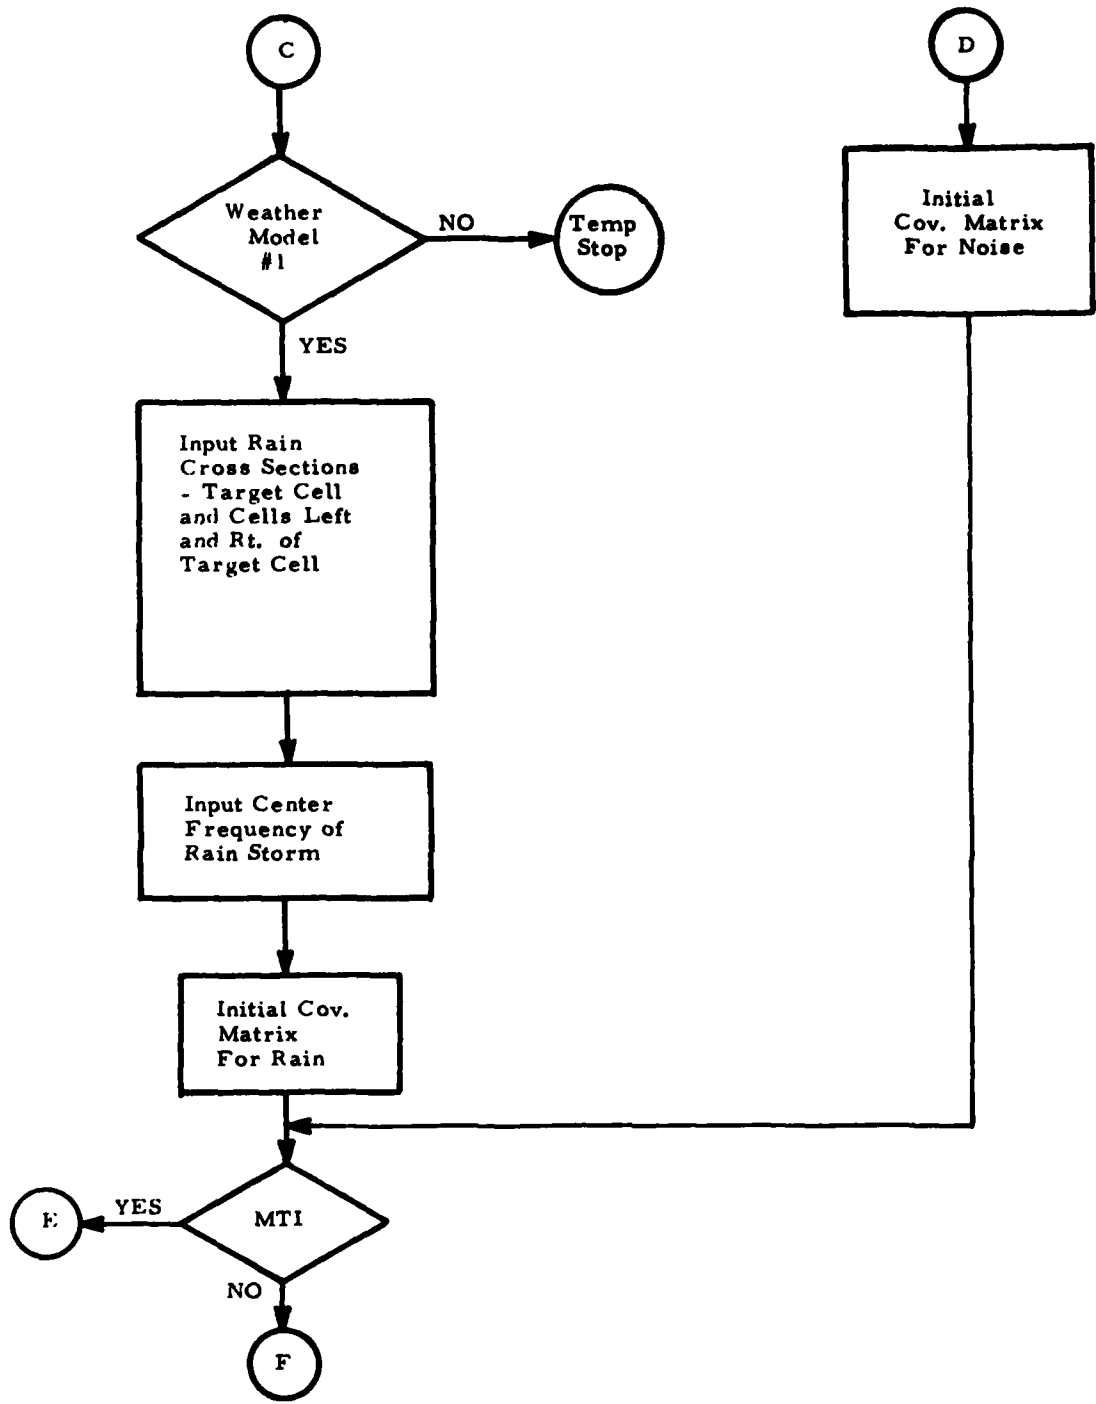 C
D
Weather
Model
#1
NO
Temp
Stop
Initial
Cov. Matrix
For Noise
YES
Input Rain
Cross Sections
- Target Cell
and Cells Left
and Rt. of
Target Cell
Input Center
Frequency of
Rain Storm
Initial Cov.
Matrix
For Rain
YES
E
MTI
NO
F